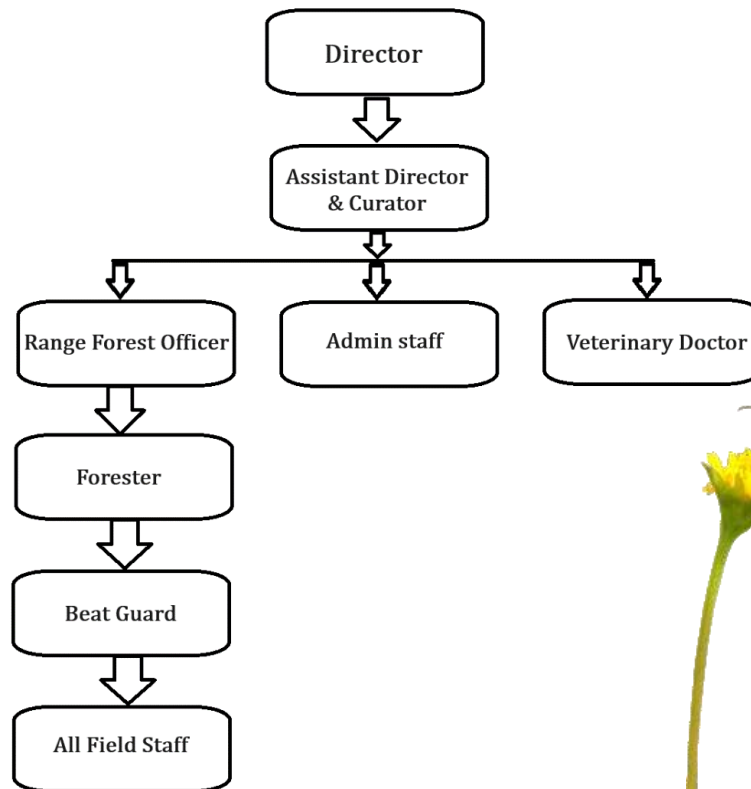 Director
Assistant Director
& Curator
Range Forest Officer
Admin staff
Veterinary Doctor
Forester
Beat Guard
All Field Staff